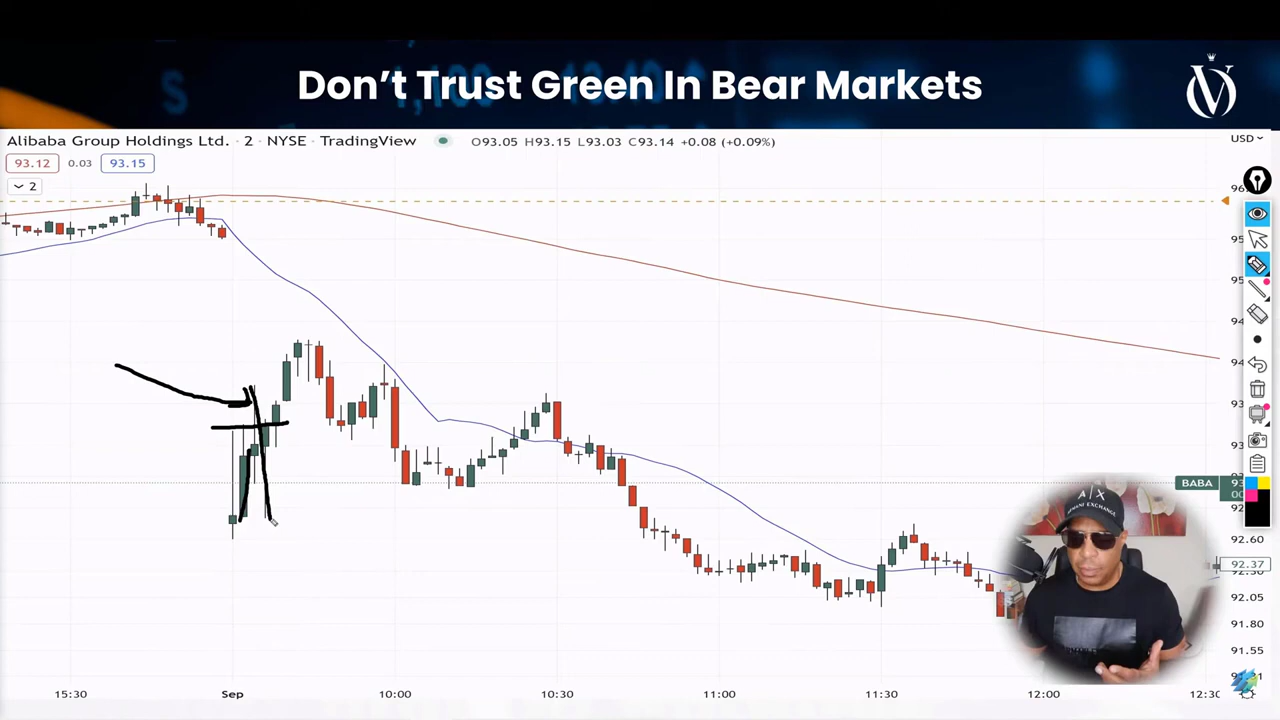 Don't Trust Green In Bear Markets
Alibaba Group Holdings Ltd. · 2 · NYSE · TradingView O93.05 H93.15 L93.03 C93.14 +0.08 (+0.09%)
USD
93.12 0.03 93.15
2
BABA
92.60
92.37
92.05
91.80
91.55
A|X
ARMANI EXCHANGE
15:30 Sep 10:00 10:30 11:00 11:30 12:00 12:30